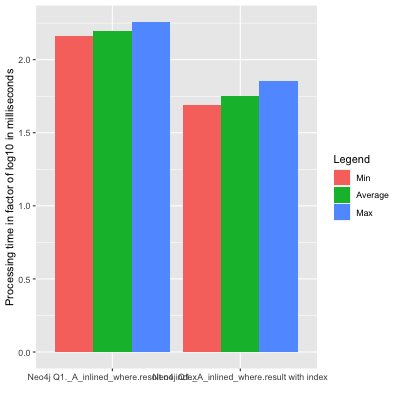 Processing time in factor of log10 in milliseconds
2.0
1.5
1.0
0.5
0.0
Neo4j Q1._A_inlined_where.result
A_inlined_where.result with index
Legend
Min
Average
Max